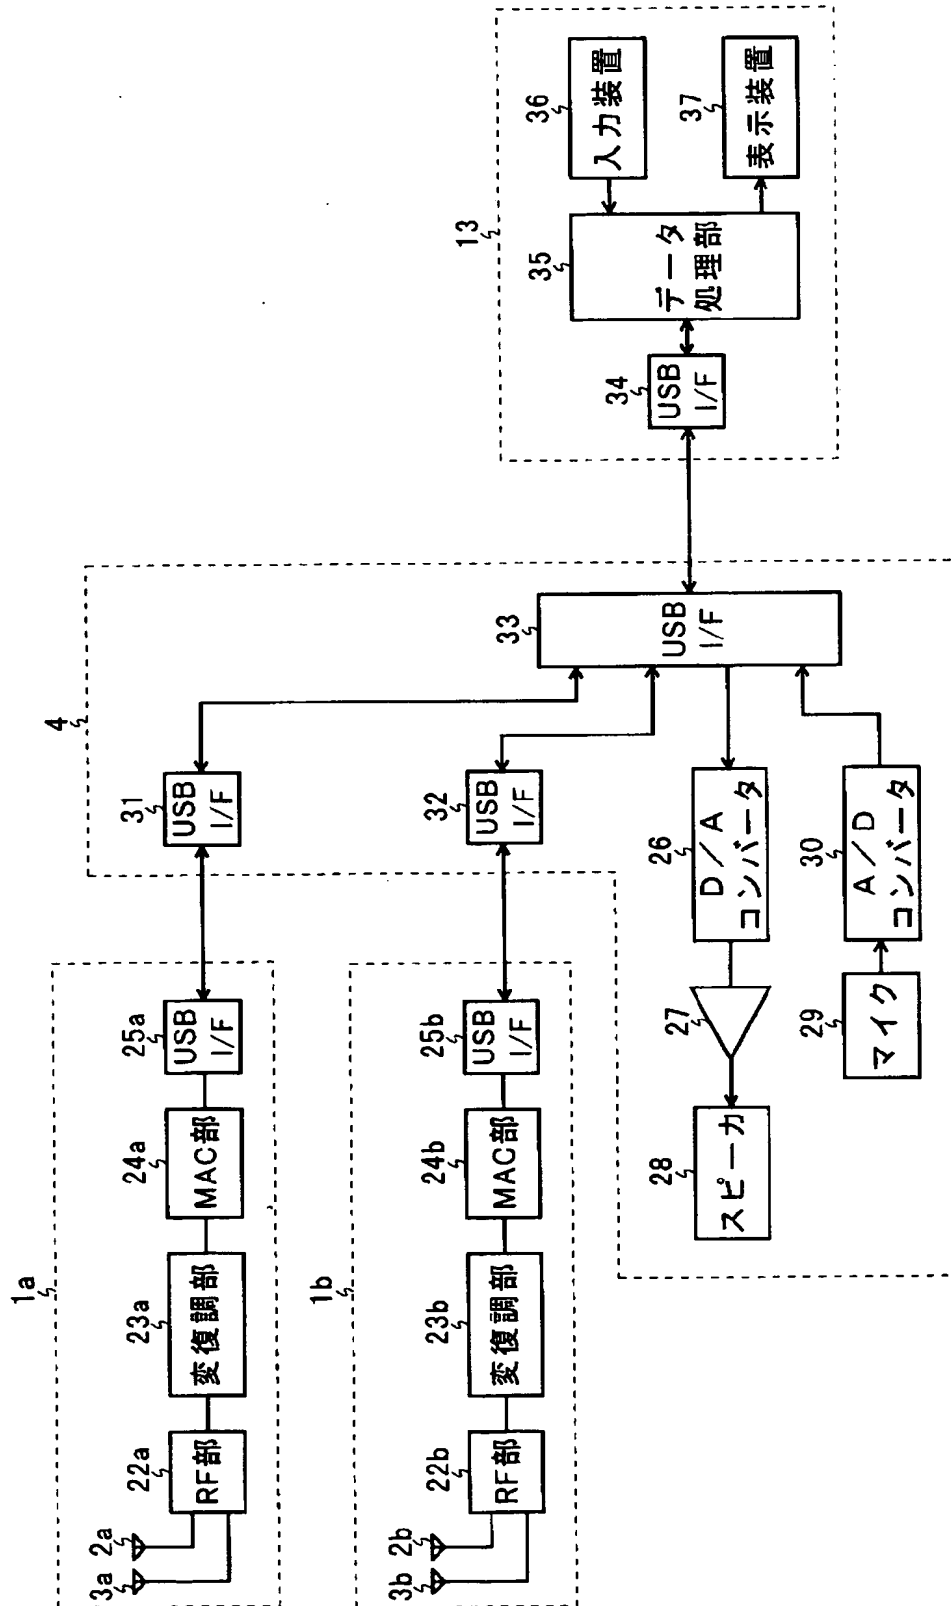 1a
2a
3a
22a
RF部
23a
変復調部
24a
MAC部
25a
USB
I/F
1b
2b
3b
22b
RF部
23b
変復調部
24b
MAC部
25b
USB
I/F
4
31
USB
I/F
32
USB
I/F
33
USB
I/F
26
D/A
コンバータ
27
28
スピーカ
29
マイク
30
A/D
コンバータ
13
34
USB
I/F
35
データ
処理部
36
入力装置
37
表示装置